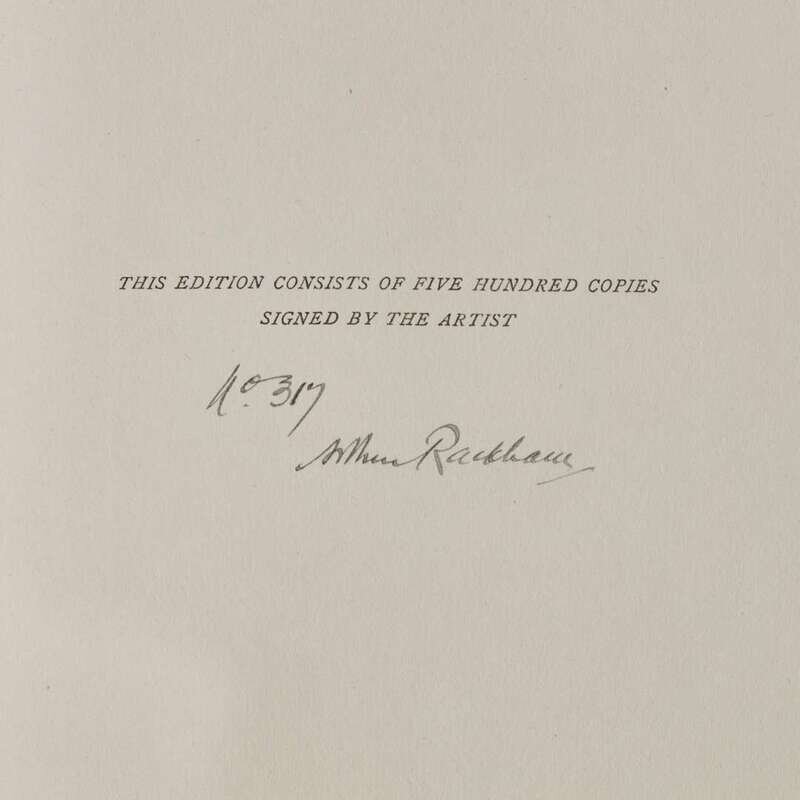 THIS EDITION CONSISTS OF FIVE HUNDRED COPIES
SIGNED BY THE ARTIST
No. 317
Arthur Rackham